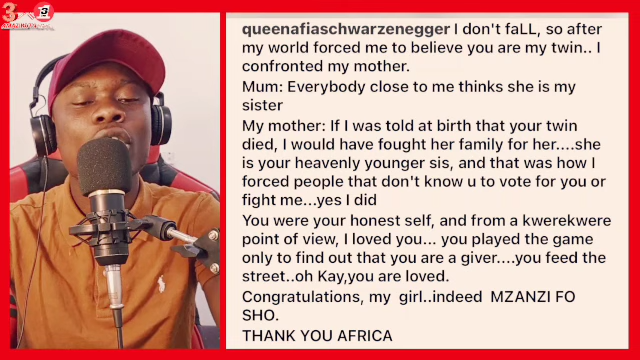 3
3
queenafiaschwarzenegger I don't faLL, so after
my world forced me to believe you are my twin.. I
confronted my mother.
Mum: Everybody close to me thinks she is my
sister
My mother: If I was told at birth that your twin
died, I would have fought her family for her....she
is your heavenly younger sis, and that was how I
forced people that don't know u to vote for you or
fight me...yes I did
You were your honest self, and from a kwerekwere
point of view, I loved you... you played the game
only to find out that you are a giver....you feed the
street..oh Kay,you are loved.
Congratulations, my girl..indeed MZANZI FO
SHO.
THANK YOU AFRICA